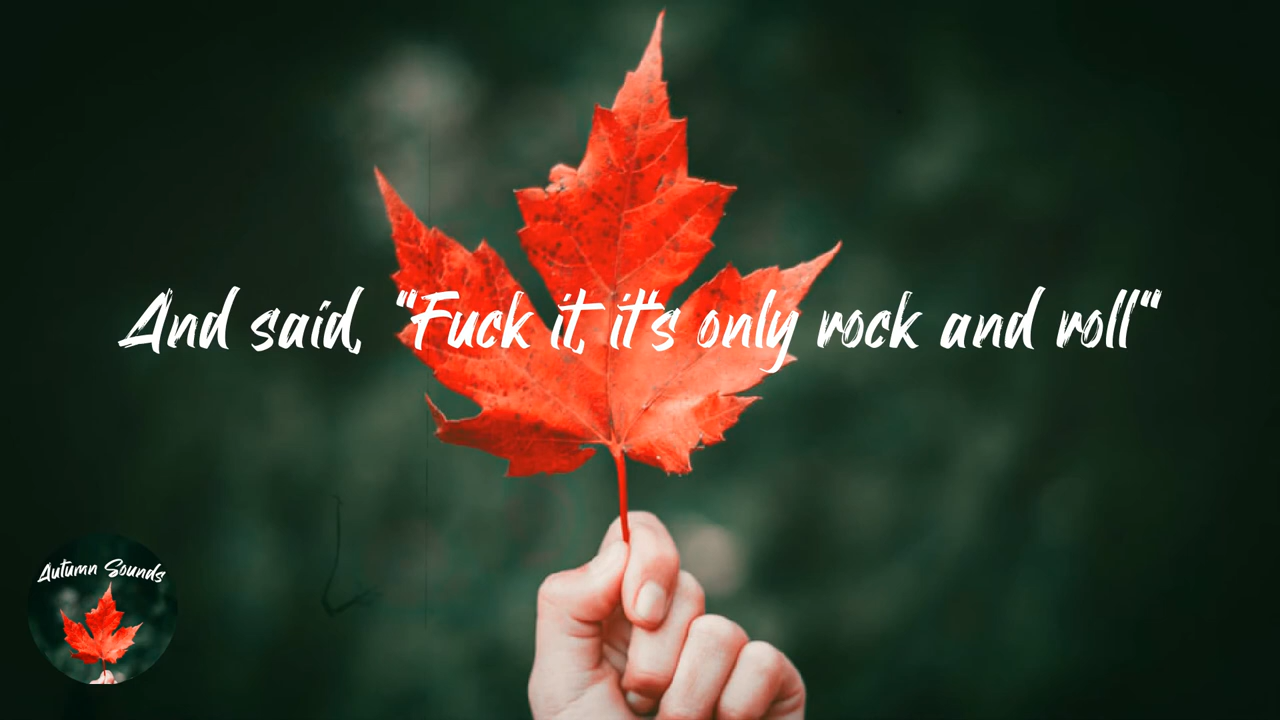 And said, "Fuck it, it's only rock and roll"
Autumn Sounds